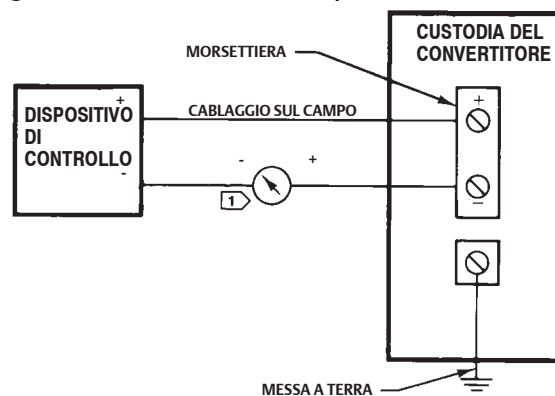 CUSTODIA DEL
CONVERTITORE
MORSETTIERA
DISPOSITIVO
DI
CONTROLLO
+
-
CABLAGGIO SUL CAMPO
- +
1
+
–
MESSA A TERRA